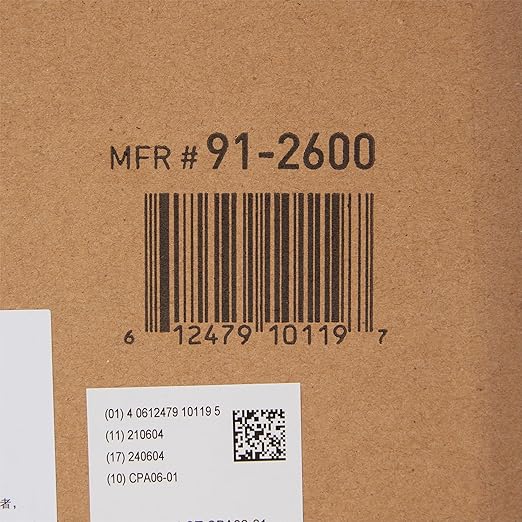 MFR # 91-2600
6 12479 10119 7
(01) 4 0612479 10119 5
(11) 210604
(17) 240604
(10) CPA06-01
者，